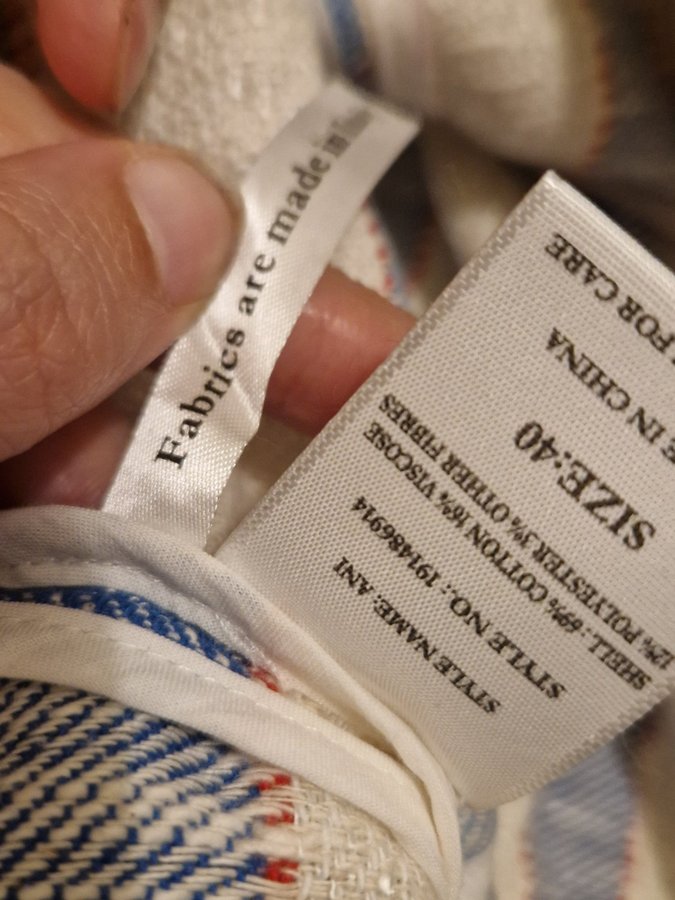 Fabrics are made in
STYLE NAME: ANI
STYLE NO.: 191486914
SHELL: 69% COTTON 16% VISCOSE
12% POLYESTER 3% OTHER FIBRES
SIZE:40
IN CHINA
FOR CARE